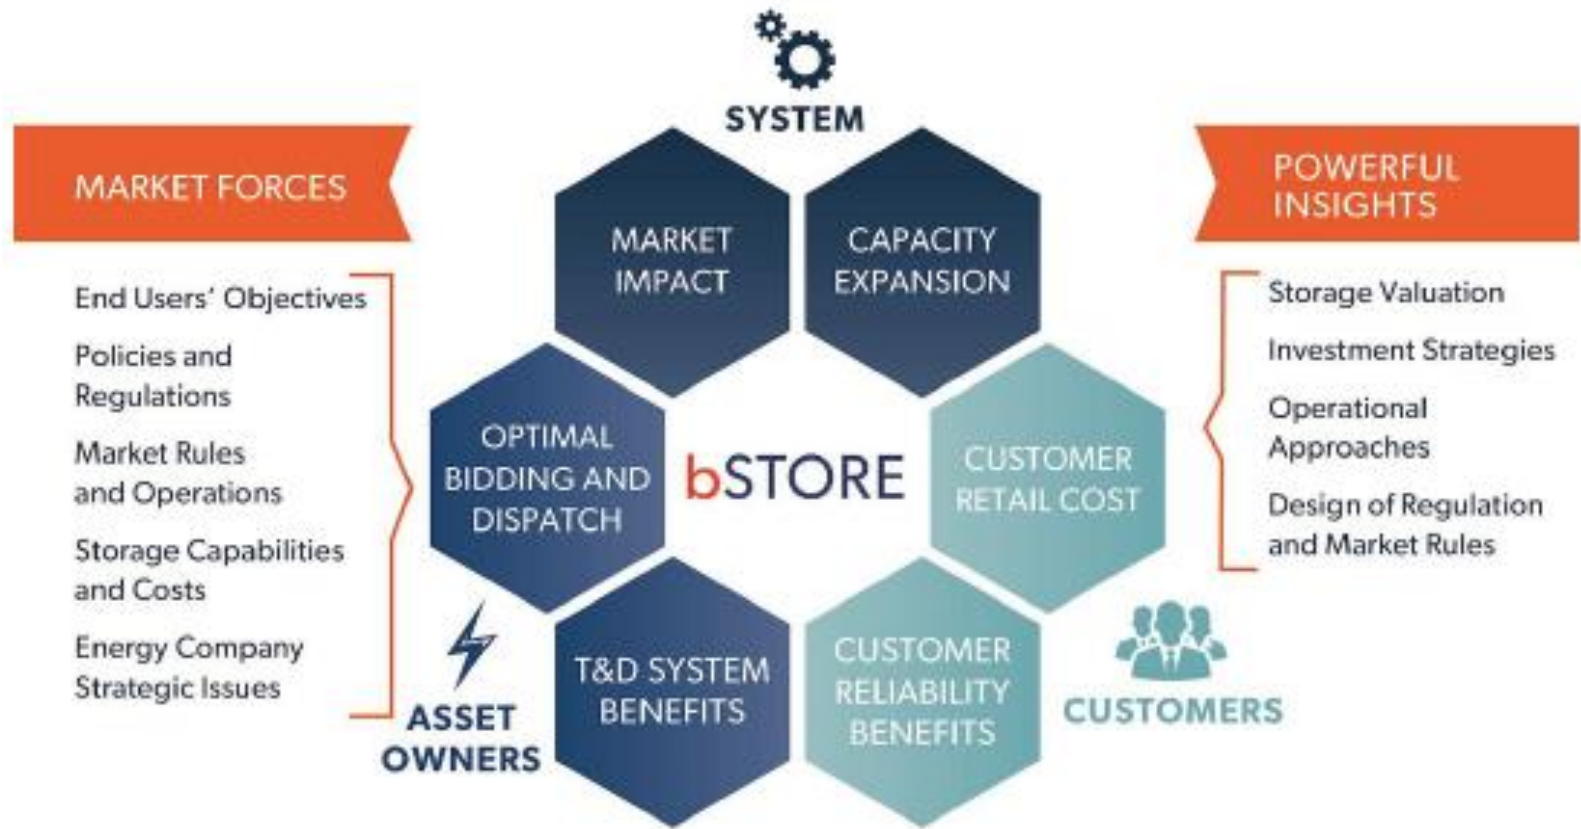 SYSTEM
MARKET FORCES
End Users' Objectives
Policies and
Regulations
Market Rules
and Operations
Storage Capabilities
and Costs
Energy Company
Strategic Issues
MARKET
IMPACT
CAPACITY
EXPANSION
OPTIMAL
BIDDING AND
DISPATCH
bSTORE
CUSTOMER
RETAIL COST
T&D SYSTEM
BENEFITS
CUSTOMER
RELIABILITY
BENEFITS
ASSET
OWNERS
CUSTOMERS
POWERFUL
INSIGHTS
Storage Valuation
Investment Strategies
Operational
Approaches
Design of Regulation
and Market Rules